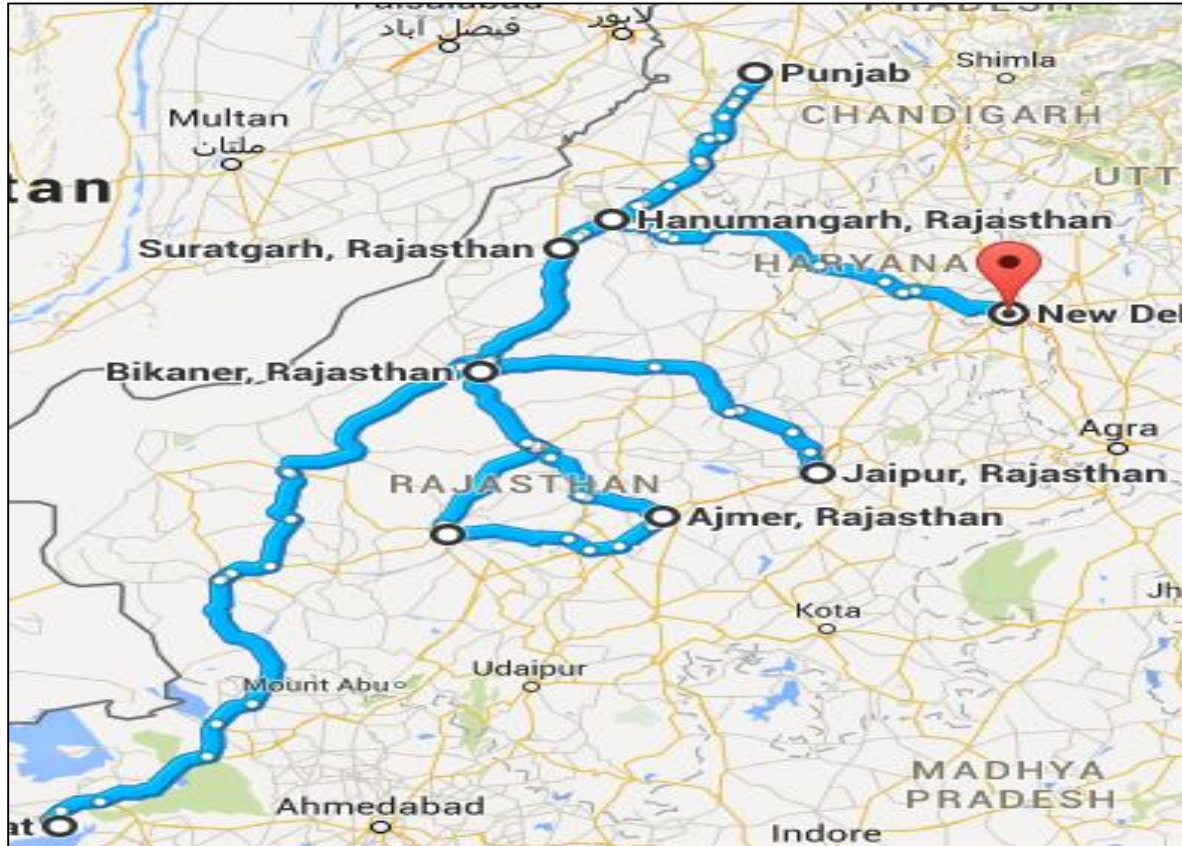 فیصل آباد
لاہور
Shimla
Punjab
CHANDIGARH
Multan
ملتان
tan
UTT
Hanumangarh, Rajasthan
Suratgarh, Rajasthan
HARYANA
New Del
Bikaner, Rajasthan
Agra
RAJASTHAN
Jaipur, Rajasthan
Ajmer, Rajasthan
Jh
Kota
Udaipur
Mount Abu
MADHYA
PRADESH
Ahmedabad
at
Indore